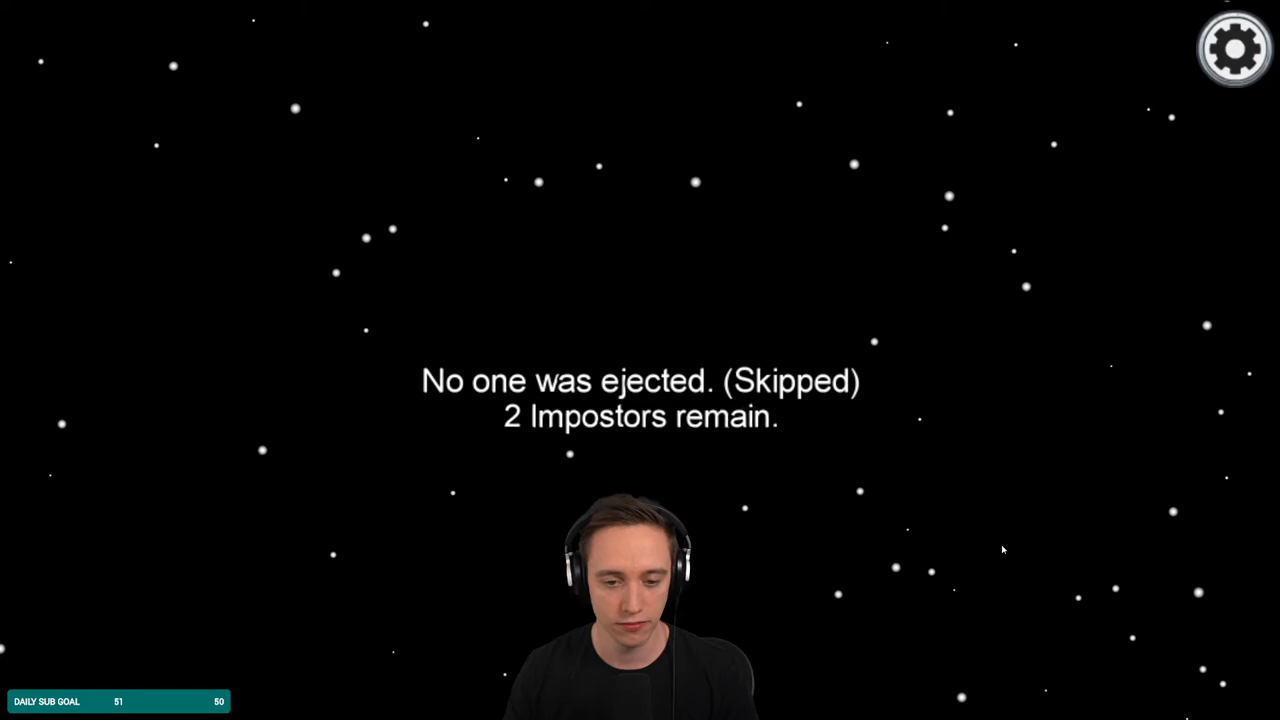 No one was ejected. (Skipped)
2 Impostors remain.
DAILY SUB GOAL 51 50